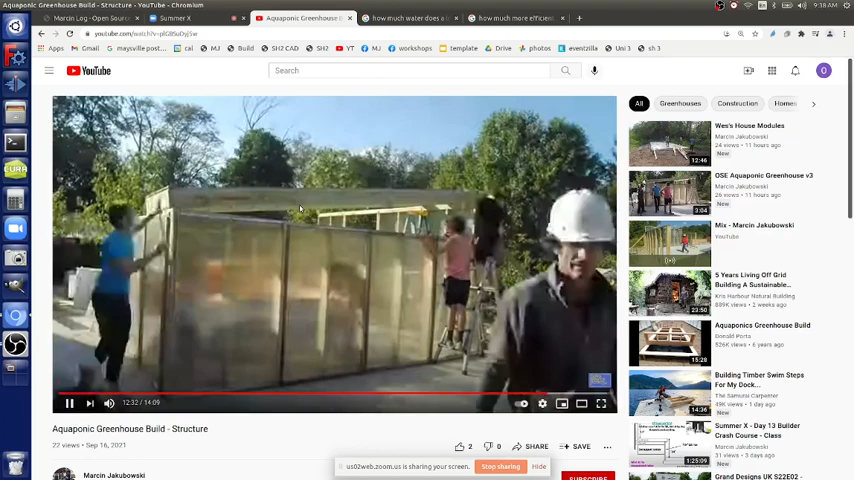 Aquaponic Greenhouse Build - Structure - YouTube - Chromium
9:18 AM
Marcin Log - Open Sourc
Summer X
Aquaponic Greenhouse B
how much water does a l
how much more efficient
youtube.com/watch?v=
Apps
Gmail
maysville post...
cal
MJ
Build
SH2 CAD
SH2
YT
MJ
workshops
template
Drive
photos
eventzilla
Uni 3
sh 3
YouTube
Search
O
All
Greenhouses
Construction
Homes
Wes's House Modules
Marcin Jakubowski
24 views • 11 hours ago
New
12:46
OSE Aquaponic Greenhouse v3
Marcin Jakubowski
26 views • 11 hours ago
New
3:04
Mix - Marcin Jakubowski
YouTube
5 Years Living Off Grid
Building A Sustainable...
Kris Harbour Natural Building
2 weeks ago
23:50
Aquaponics Greenhouse Build
Donald Porta
526K views • 6 years ago
15:28
Building Timber Swim Steps
For My Dock...
The Samurai Carpenter
49K views • 1 day ago
14:36
Summer X - Day 13 Builder
Crash Course - Class
Marcin Jakubowski
31 views • 3 days ago
New
1:25:09
Grand Designs UK S22E02 -
12:32 / 14:09
Aquaponic Greenhouse Build - Structure
22 views • Sep 16, 2021
2
0
SHARE
SAVE
Marcin Jakubowski
SUBSCRIBE
us02web.zoom.us is sharing your screen.
Stop sharing
Hide
CURA